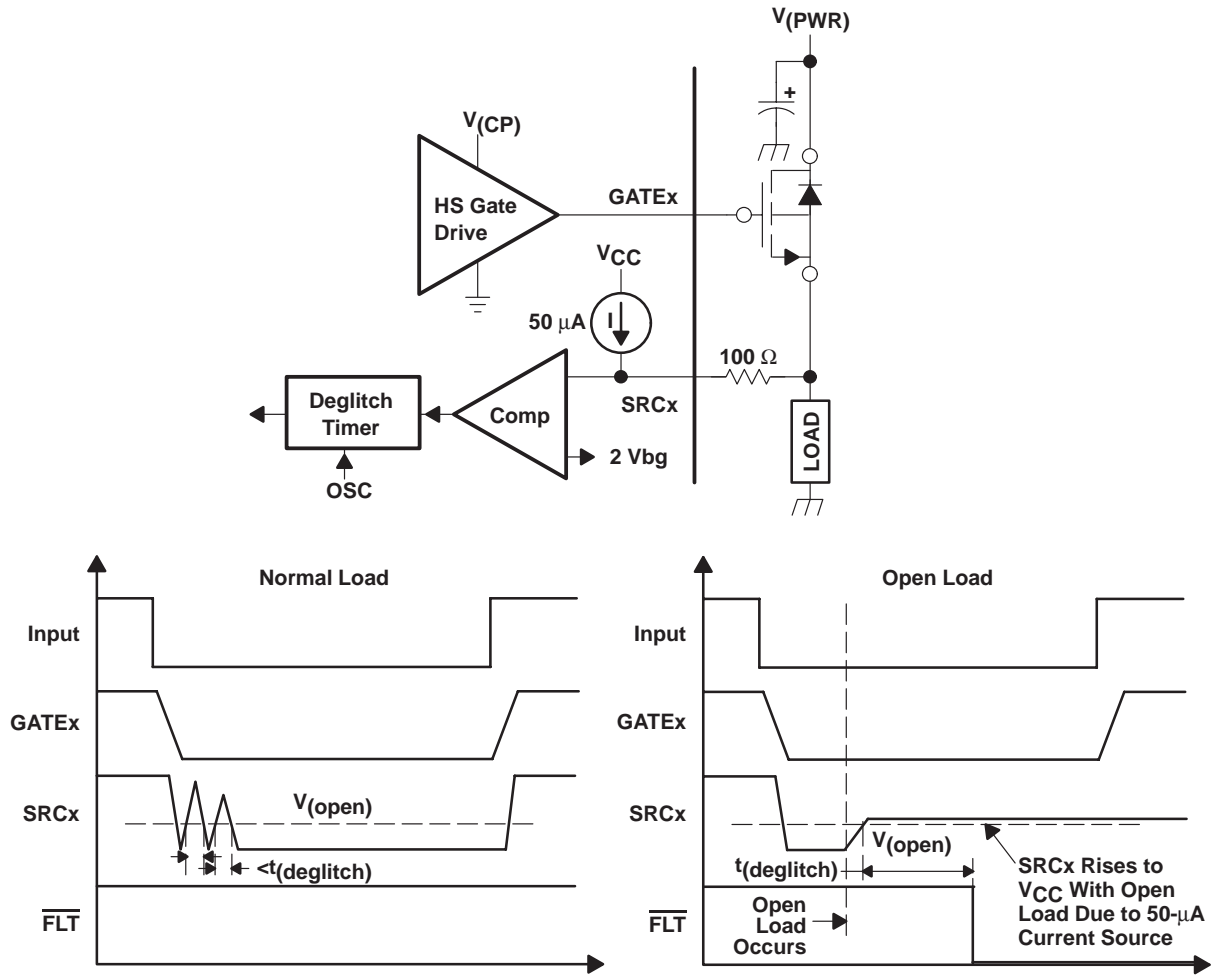 V(PWR)
+
V(CP)
HS Gate
Drive
GATEx
VCC
50 µA
I
100 Ω
SRCx
Deglitch
Timer
Comp
2 Vbg
OSC
LOAD
Normal Load
Input
GATEx
SRCx
V(open)
<t(deglitch)
FLT
Open Load
Input
GATEx
SRCx
V(open)
t(deglitch)
SRCx Rises to
VCC With Open
Load Due to 50-µA
Current Source
Open
Load
Occurs
FLT